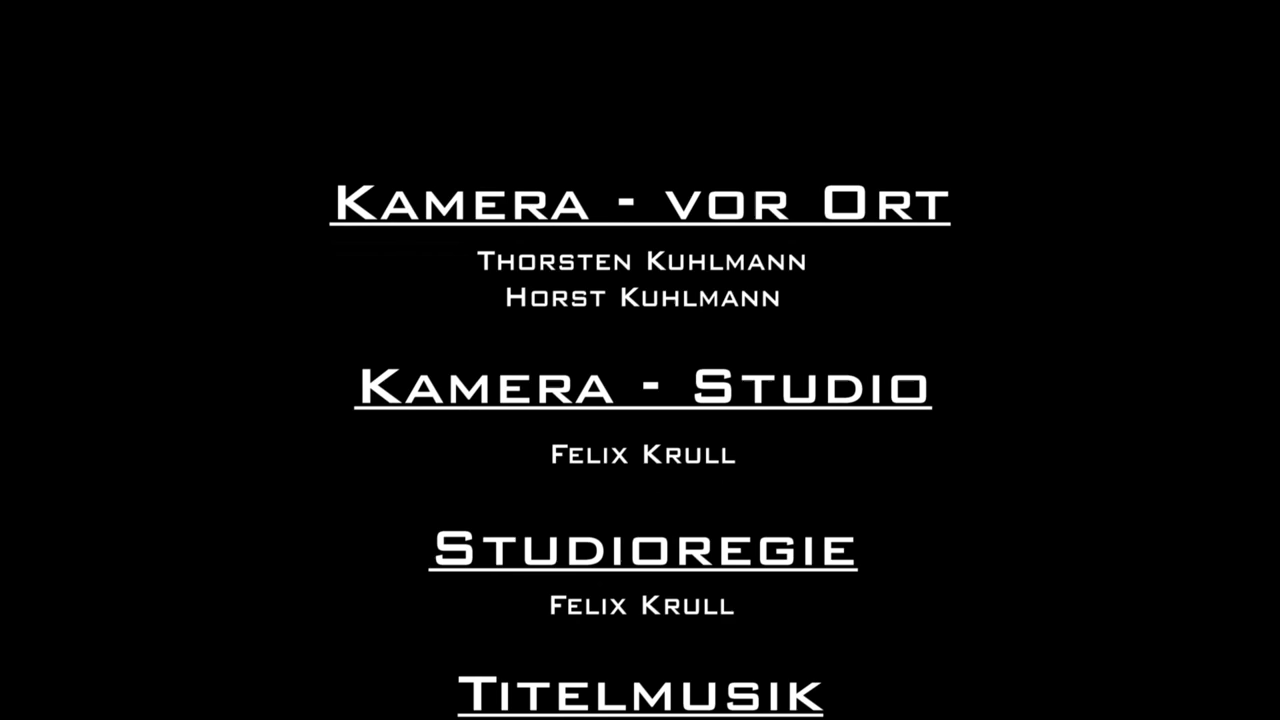 Kamera - vor Ort
Thorsten Kuhlmann
Horst Kuhlmann
Kamera - Studio
Felix Krull
Studioregie
Felix Krull
Titelmusik